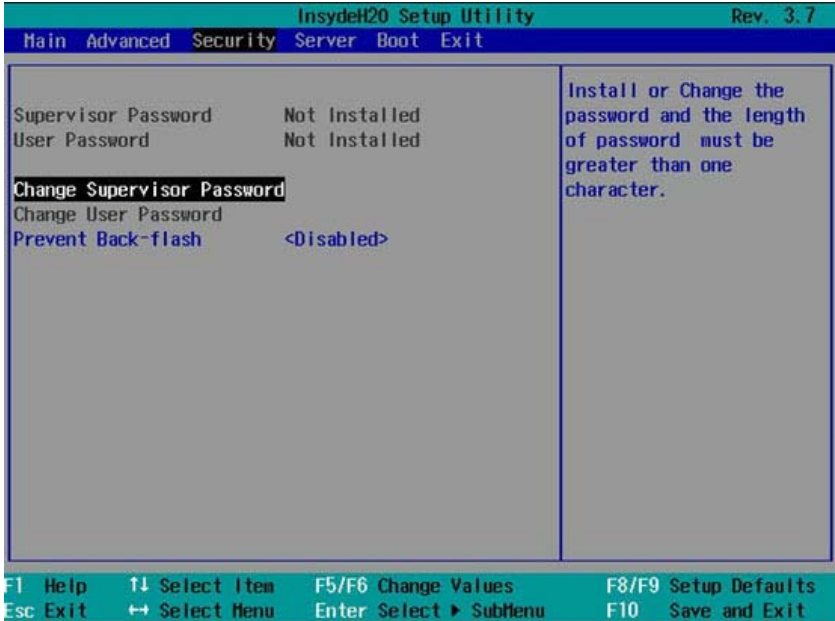 InsydeH20 Setup Utility Rev. 3.7
Main Advanced Security Server Boot Exit
Supervisor Password Not Installed
User Password Not Installed
Change Supervisor Password
Change User Password
Prevent Back-flash <Disabled>
Install or Change the
password and the length
of password must be
greater than one
character.
F1 Help ↑↓ Select Item F5/F6 Change Values F8/F9 Setup Defaults
Esc Exit ↔ Select Menu Enter Select ▶ SubMenu F10 Save and Exit